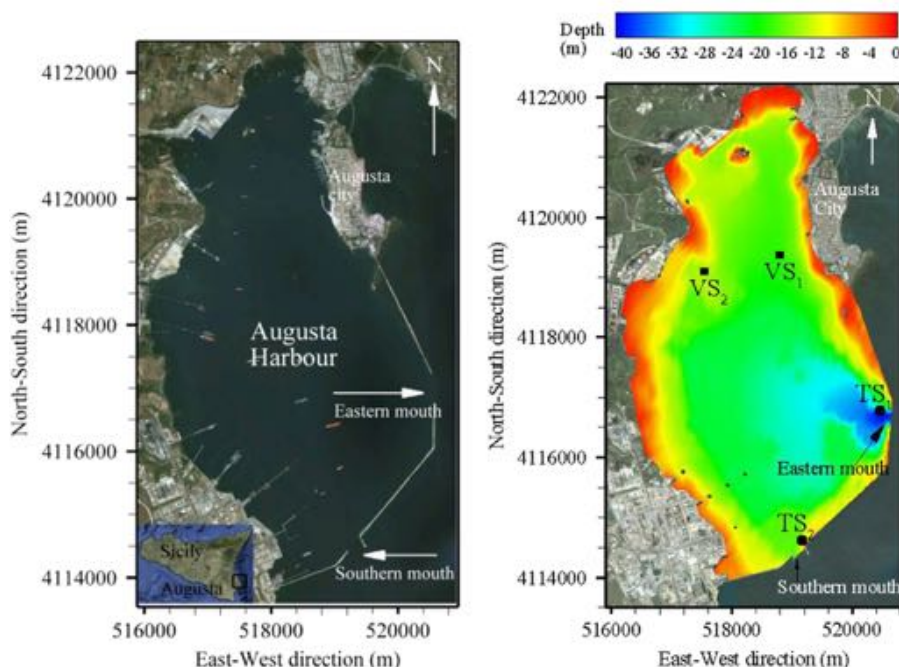 4122000
4120000
4118000
4116000
4114000
North-South direction (m)
N
Augusta
city
Augusta
Harbour
Eastern mouth
Southern mouth
Sicily
Augusta
516000 518000 520000
East-West direction (m)
Depth
(m)
-40 -36 -32 -28 -24 -20 -16 -12 -8 -4 0
4122000
4120000
4118000
4116000
4114000
North-South direction (m)
N
Augusta
City
VS1
VS2
TS1
Eastern mouth
TS2
Southern mouth
516000 518000 520000
East-West direction (m)